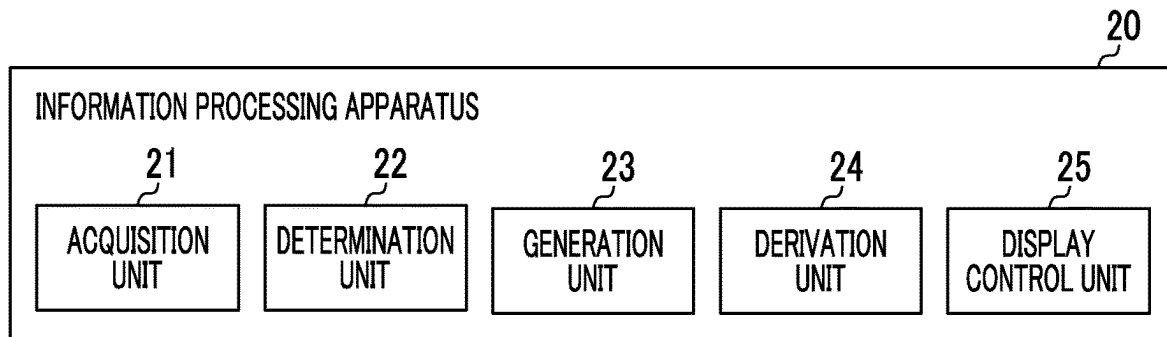 20
INFORMATION PROCESSING APPARATUS
21
22
23
24
25
ACQUISITION
UNIT
DETERMINATION
UNIT
GENERATION
UNIT
DERIVATION
UNIT
DISPLAY
CONTROL UNIT